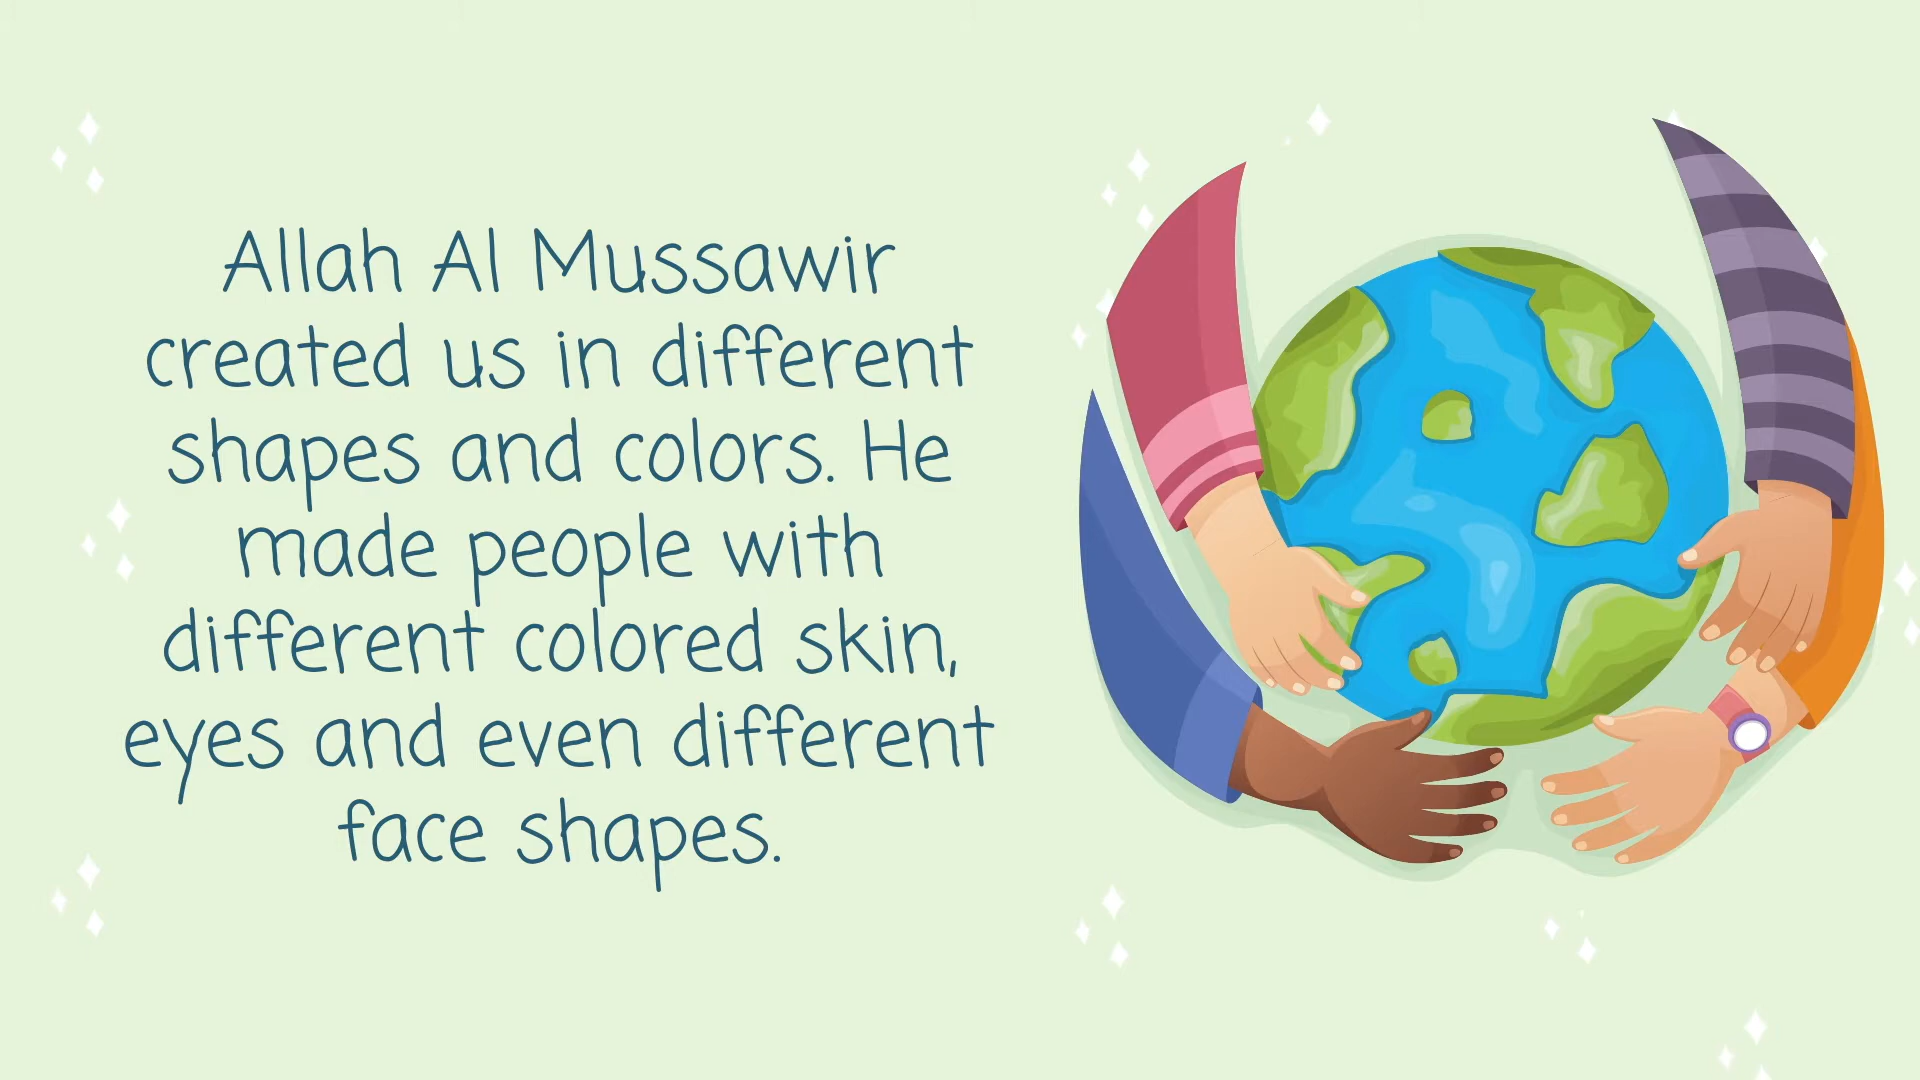 Allah Al Mussawir
created us in different
shapes and colors. He
made people with
different colored skin,
eyes and even different
face shapes.